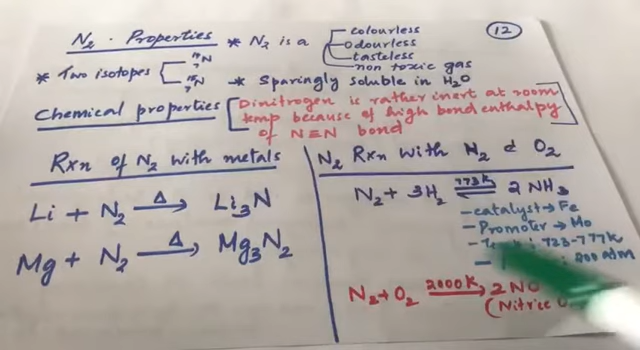 N₂ - Properties * N₂ is a colourless
odourless
tasteless
non toxic gas
12
* Two isotopes ¹⁴₇N
¹⁵₇N
* Sparingly soluble in H₂O
Chemical properties [Dinitrogen is rather inert at room
temp because of high bond enthalpy
of N≡N bond]
Rxn of N₂ with metals
Li + N₂ —Δ→ Li₃N
Mg + N₂ —Δ→ Mg₃N₂
N₂ Rxn with H₂ & O₂
N₂ + 3H₂ ⇌ 773K 2NH₃
- catalyst → Fe
- Promoter → Mo
- : 723-777K
- : 200 atm
N₂ + O₂ —2000K→ 2NO
(Nitric